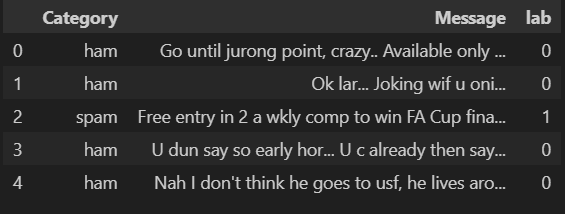 Category Message lab
0 ham Go until jurong point, crazy.. Available only ... 0
1 ham Ok lar... Joking wif u oni... 0
2 spam Free entry in 2 a wkly comp to win FA Cup fina... 1
3 ham U dun say so early hor... U c already then say... 0
4 ham Nah I don't think he goes to usf, he lives aro... 0